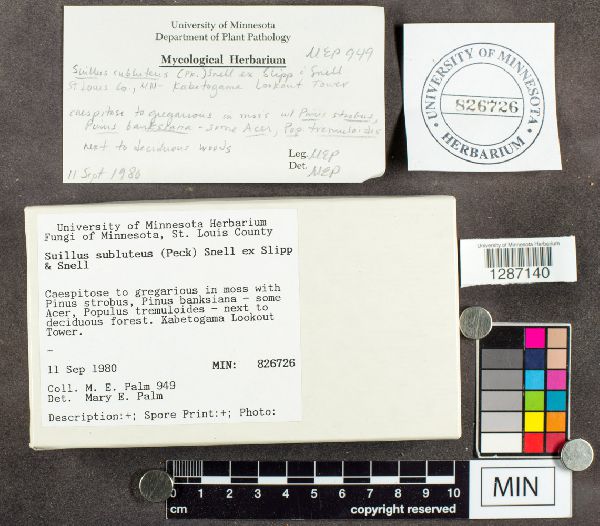 University of Minnesota
Department of Plant Pathology
Mycological Herbarium
MEP 949
Suillus subluteus (Pk.) Snell ex Slipp & Snell
St Louis Co., MN - Kabetogama Lookout Tower
caespitose to gregarious in moss w/ Pinus strobus,
Pinus banksiana - some Acer, Pop. tremuloides
next to deciduous woods
Leg. MEP
Det. MEP
11 Sept 1980
UNIVERSITY OF MINNESOTA
826726
HERBARIUM
University of Minnesota Herbarium
Fungi of Minnesota, St. Louis County
Suillus subluteus (Peck) Snell ex Slipp
& Snell
Caespitose to gregarious in moss with
Pinus strobus, Pinus banksiana - some
Acer, Populus tremuloides - next to
deciduous forest. Kabetogama Lookout
Tower.
-
11 Sep 1980 MIN: 826726
Coll. M. E. Palm 949
Det. Mary E. Palm
Description:+; Spore Print:+; Photo:
University of Minnesota Herbarium
1287140
0 1 2 3 4 5 6 7 8 9 10
cm copyright reserved
MIN